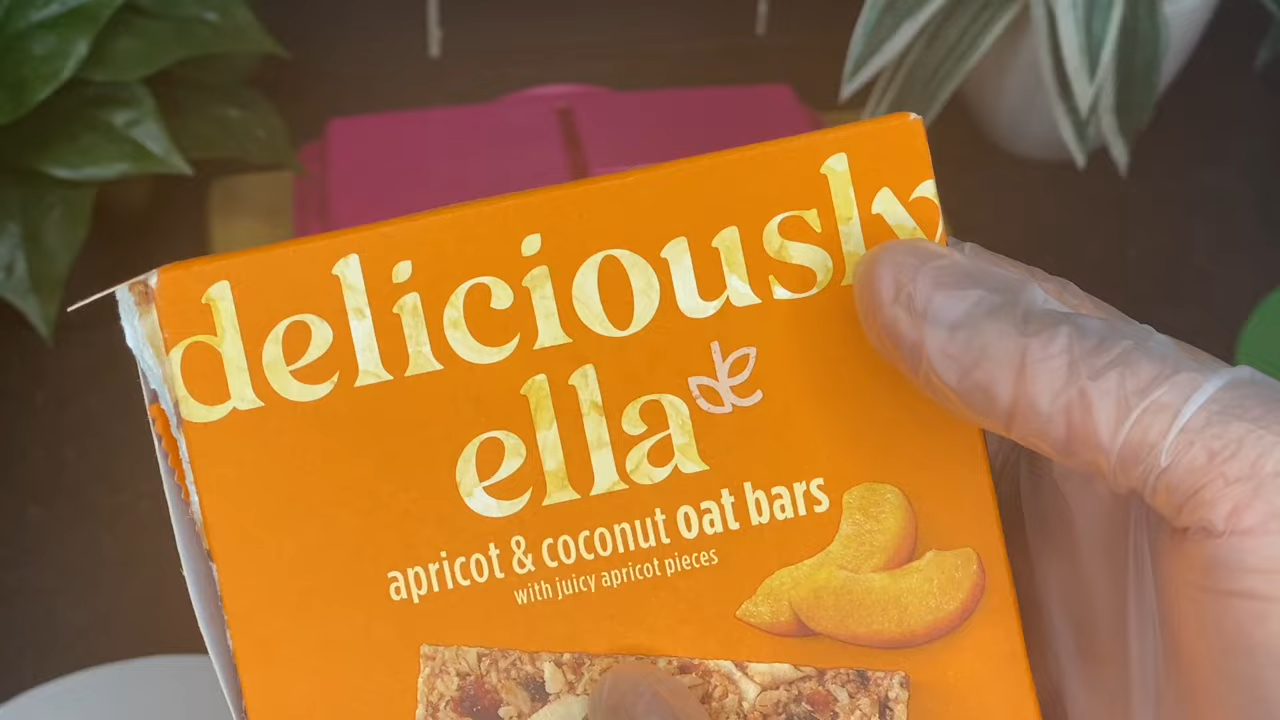 deliciously
ella
apricot & coconut oat bars
with juicy apricot pieces